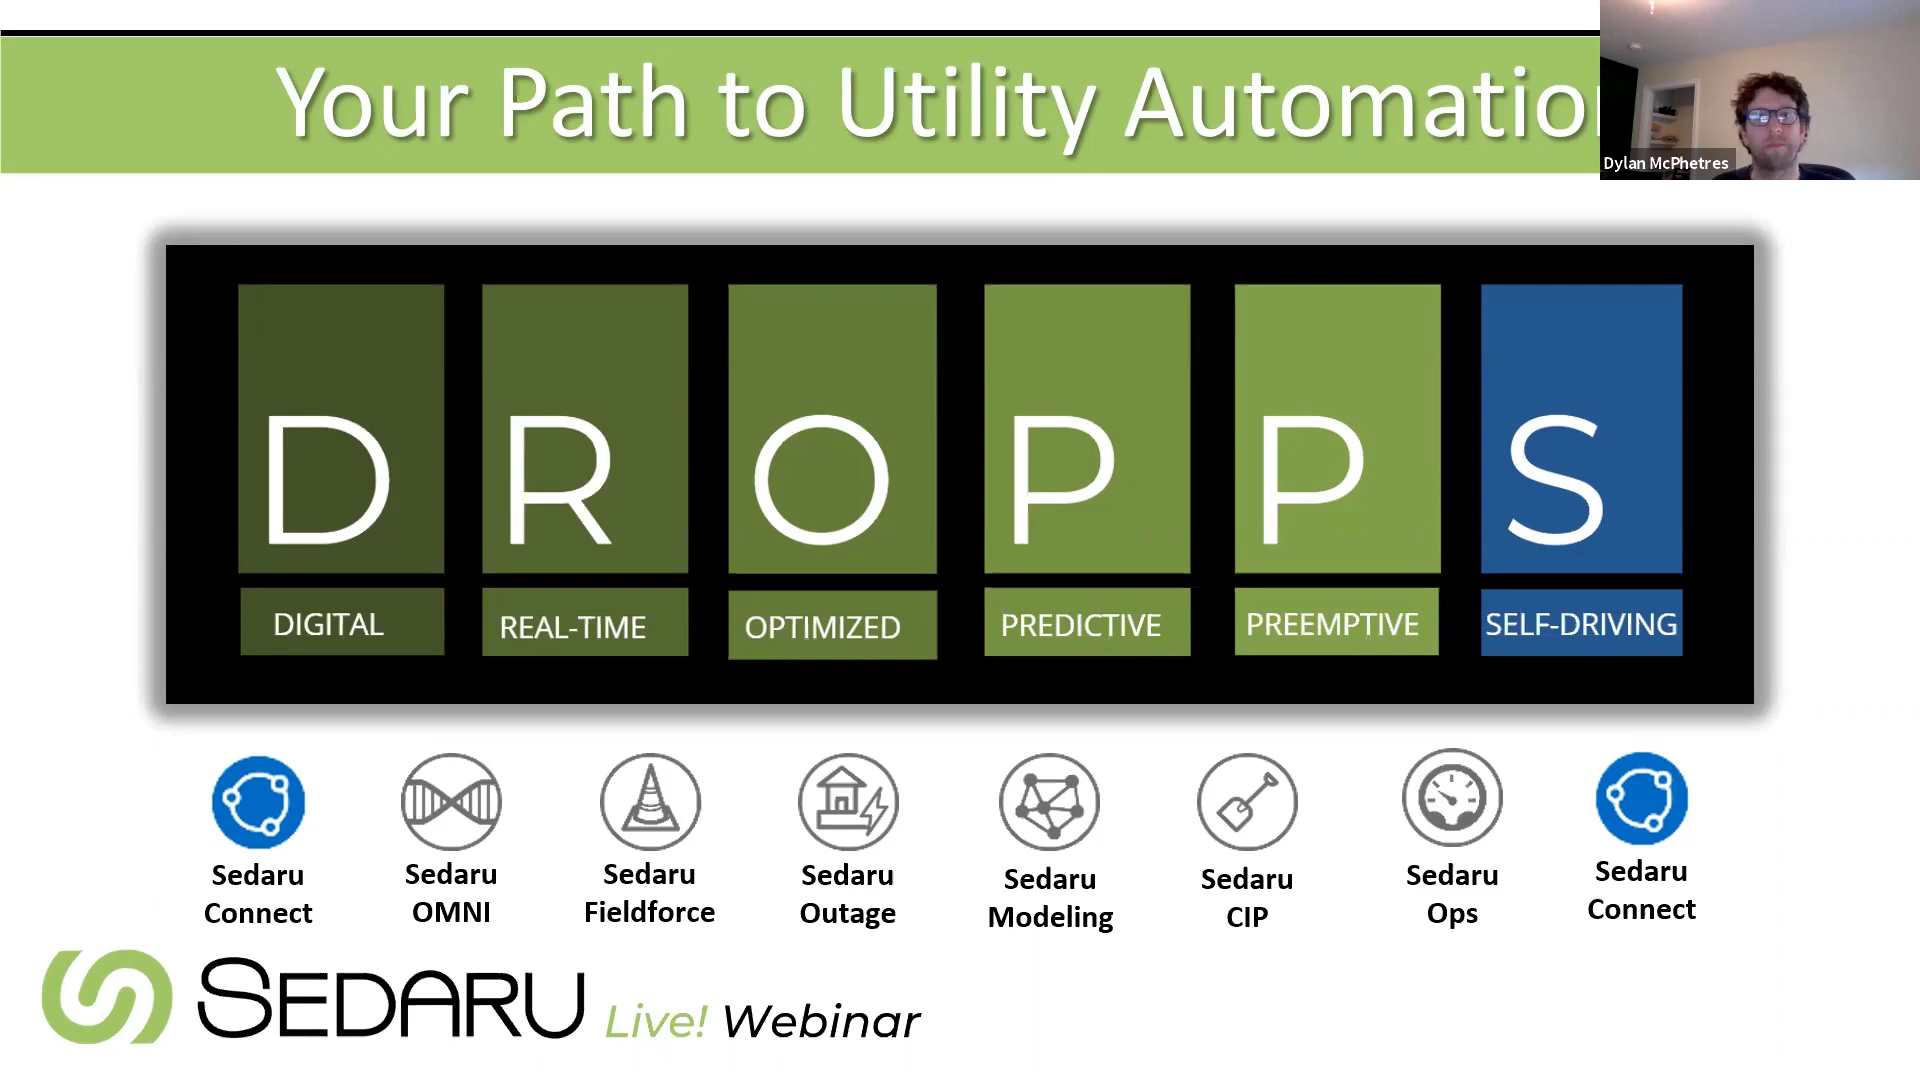 Your Path to Utility Automation
Dylan McPhetres
D R O P P S
DIGITAL REAL-TIME OPTIMIZED PREDICTIVE PREEMPTIVE SELF-DRIVING
Sedaru Connect
Sedaru OMNI
Sedaru Fieldforce
Sedaru Outage
Sedaru Modeling
Sedaru CIP
Sedaru Ops
Sedaru Connect
SEDARU Live! Webinar